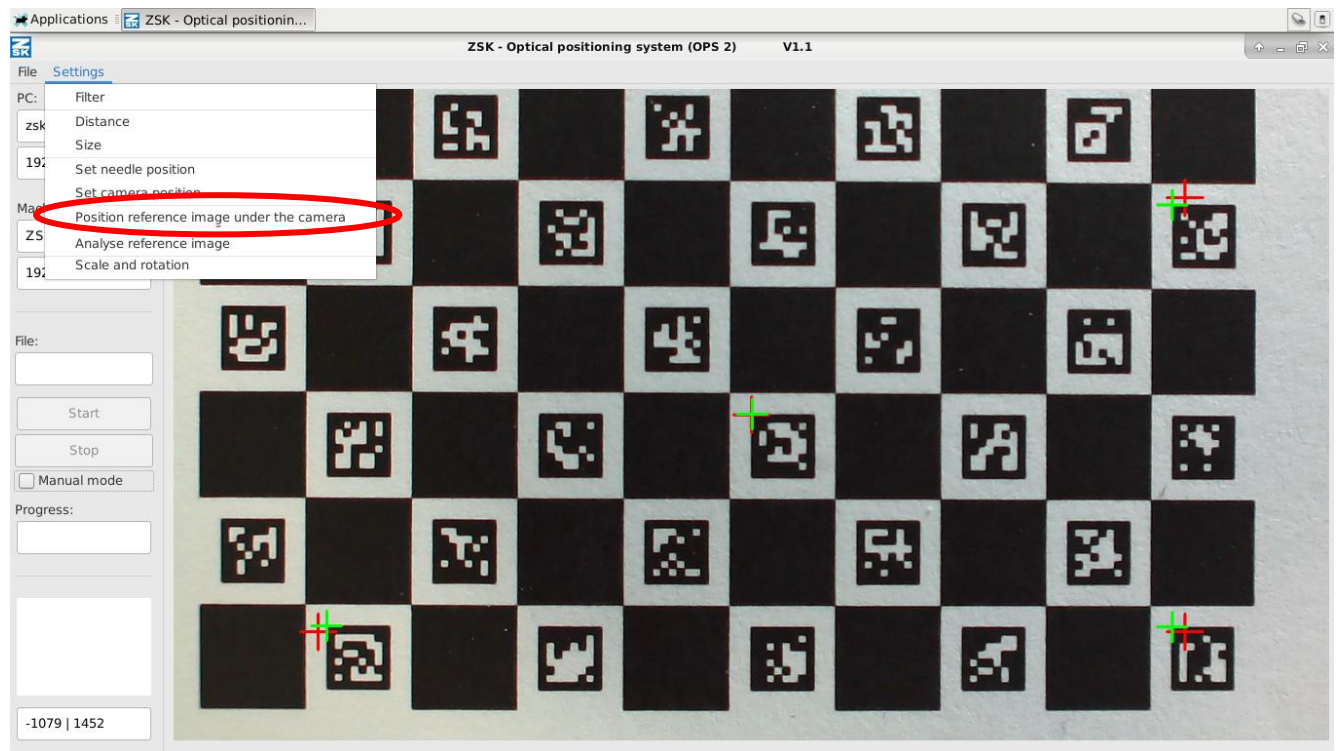 Applications ZSK - Optical positionin...
ZSK
ZSK - Optical positioning system (OPS 2) V1.1
File Settings
PC:
Filter
zsk
Distance
Size
192
Set needle position
Set camera position
Position reference image under the camera
ZS
Analyse reference image
Scale and rotation
192
File:
Start
Stop
Manual mode
Progress:
-1079 | 1452